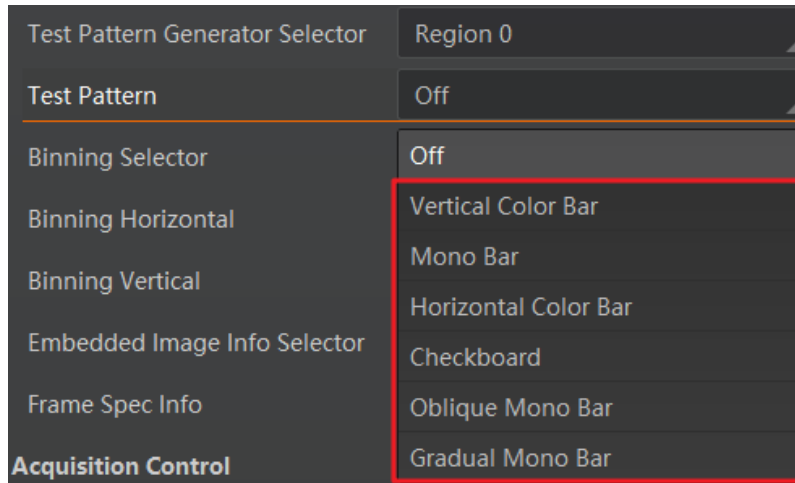 Test Pattern Generator Selector Region 0
Test Pattern Off
Binning Selector Off
Binning Horizontal Vertical Color Bar
Mono Bar
Binning Vertical
Horizontal Color Bar
Embedded Image Info Selector Checkboard
Frame Spec Info Oblique Mono Bar
Acquisition Control Gradual Mono Bar